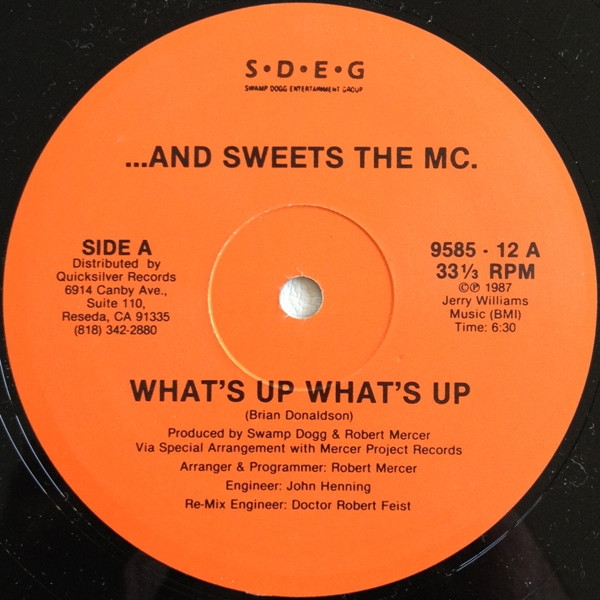 S•D•E•G
SWAMP DOGG ENTERTAINMENT GROUP
...AND SWEETS THE MC.
SIDE A
Distributed by
Quicksilver Records
6914 Canby Ave.,
Suite 110,
Reseda, CA 91335
(818) 342-2880
9585 - 12 A
33 1/3 RPM
©℗ 1987
Jerry Williams
Music (BMI)
Time: 6:30
WHAT'S UP WHAT'S UP
(Brian Donaldson)
Produced by Swamp Dogg & Robert Mercer
Via Special Arrangement with Mercer Project Records
Arranger & Programmer: Robert Mercer
Engineer: John Henning
Re-Mix Engineer: Doctor Robert Feist